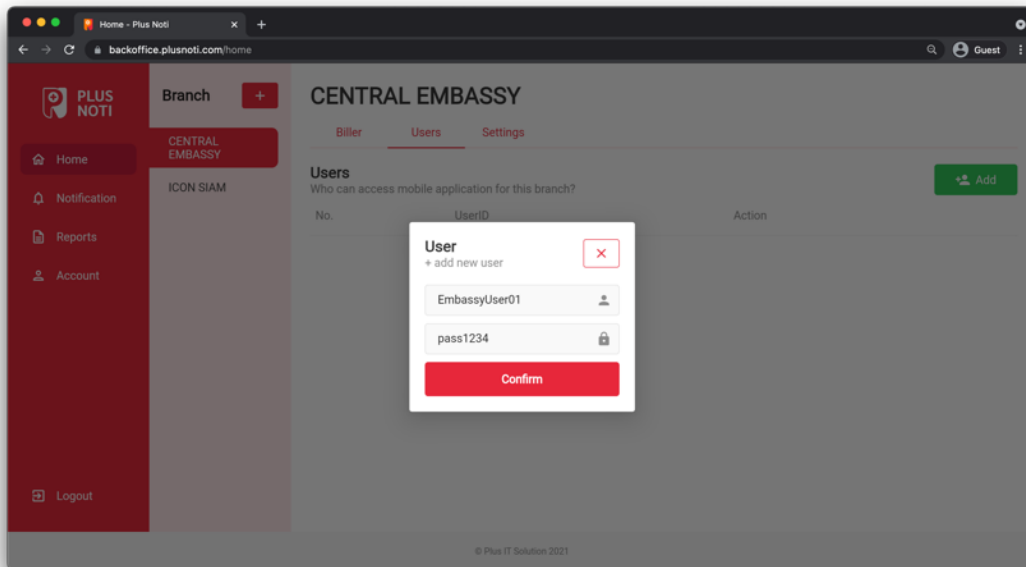 Home - Plus Noti
backoffice.plusnoti.com/home
Guest
PLUS
NOTI
Home
Notification
Reports
Account
Logout
Branch
+
CENTRAL
EMBASSY
ICON SIAM
CENTRAL EMBASSY
Biller Users Settings
Users
Who can access mobile application for this branch?
Add
No. UserID Action
User
+ add new user
EmbassyUser01
pass1234
Confirm
© Plus IT Solution 2021